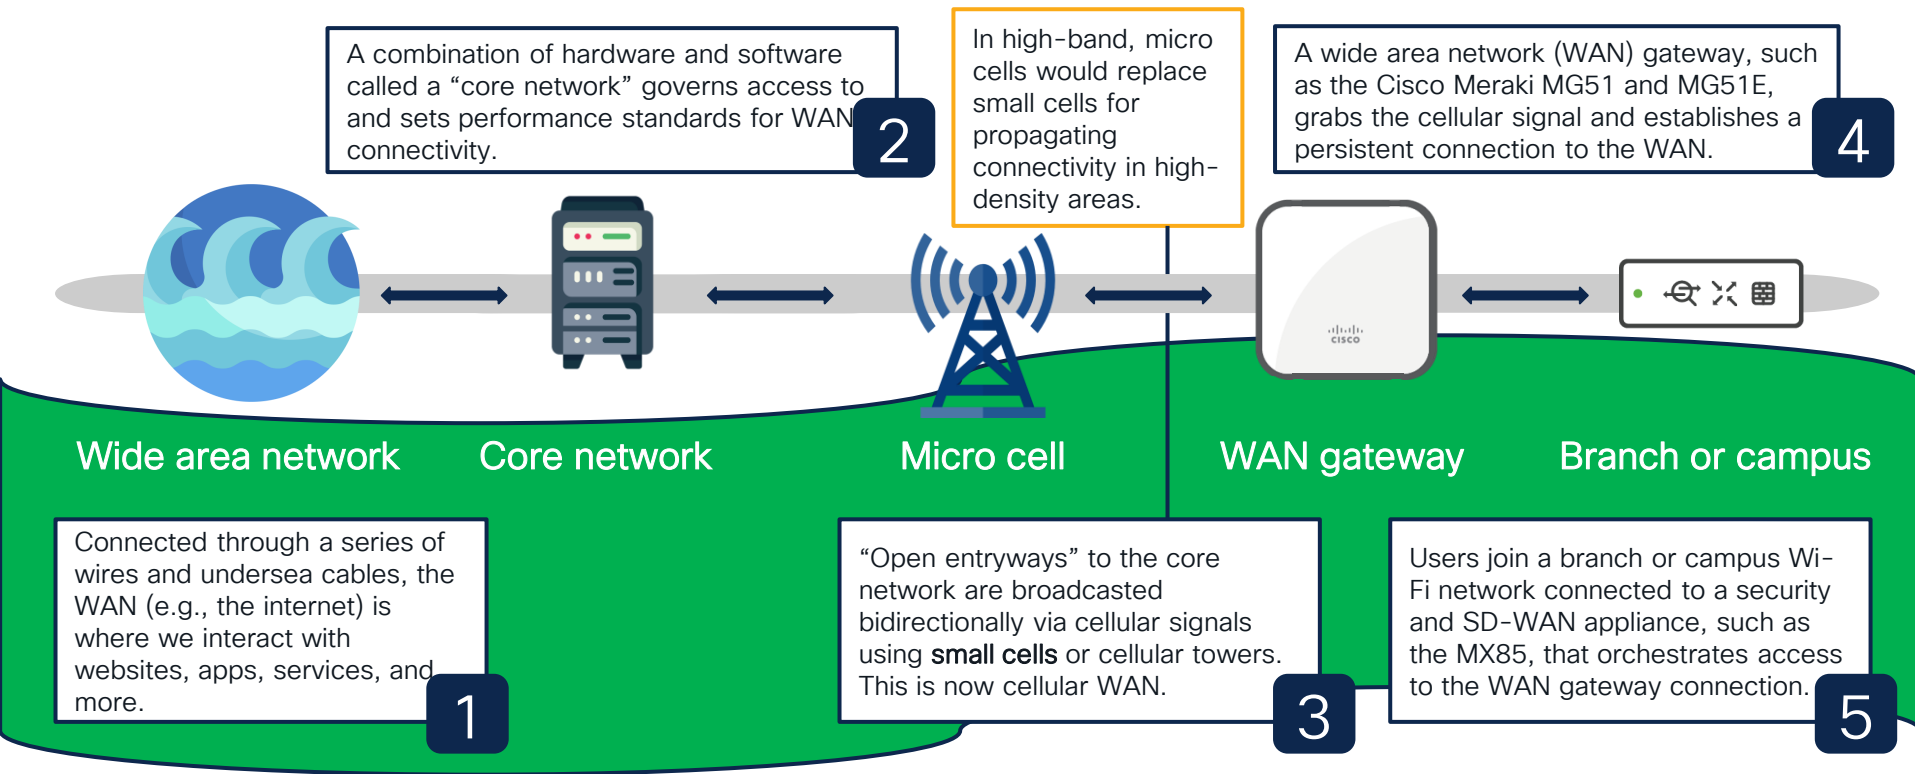 A combination of hardware and software
called a “core network” governs access to
and sets performance standards for WAN
connectivity.
2
In high-band, micro
cells would replace
small cells for
propagating
connectivity in high-
density areas.
A wide area network (WAN) gateway, such
as the Cisco Meraki MG51 and MG51E,
grabs the cellular signal and establishes a
persistent connection to the WAN.
4
CISCO
Wide area network
Core network
Micro cell
WAN gateway
Branch or campus
Connected through a series of
wires and undersea cables, the
WAN (e.g., the internet) is
where we interact with
websites, apps, services, and
more.
1
“Open entryways” to the core
network are broadcasted
bidirectionally via cellular signals
using small cells or cellular towers.
This is now cellular WAN.
3
Users join a branch or campus Wi-
Fi network connected to a security
and SD-WAN appliance, such as
the MX85, that orchestrates access
to the WAN gateway connection.
5